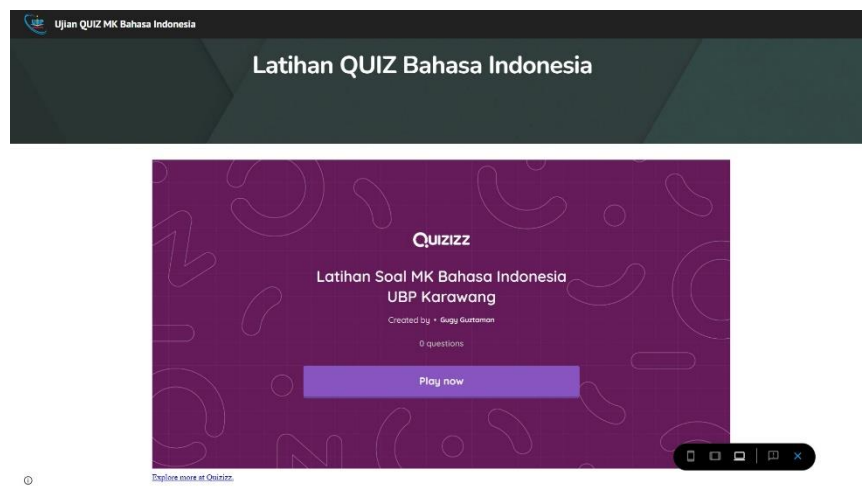 Ujian QUIZ MK Bahasa Indonesia
Latihan QUIZ Bahasa Indonesia
Quizizz
Latihan Soal MK Bahasa Indonesia
UBP Karawang
Created by • Gugy Guztaman
0 questions
Play now
Explore more at Quizizz.